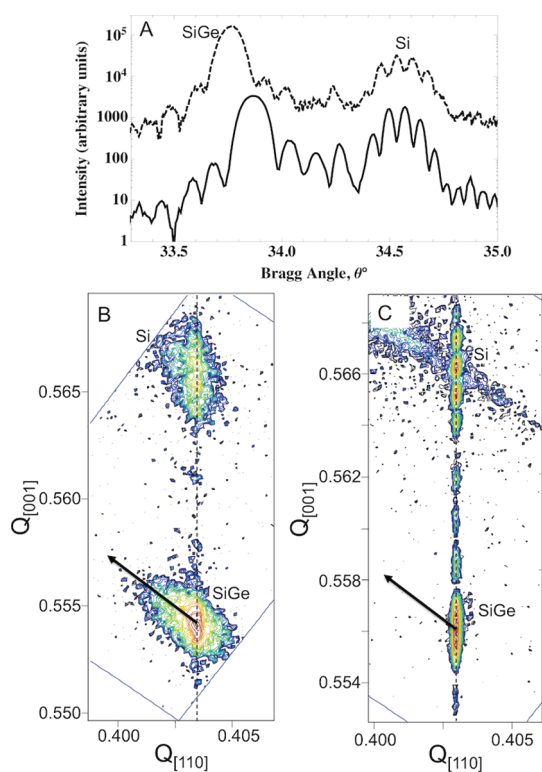 A
SiGe
Si
Intensity (arbitrary units)
10⁵
10⁴
1000
100
10
1
33.5
34.0
34.5
35.0
Bragg Angle, θ°
B
Si
SiGe
Q[001]
0.565
0.560
0.554
0.550
0.400
0.405
Q[110]
C
Si
SiGe
Q[001]
0.566
0.562
0.558
0.554
0.400
0.405
Q[110]